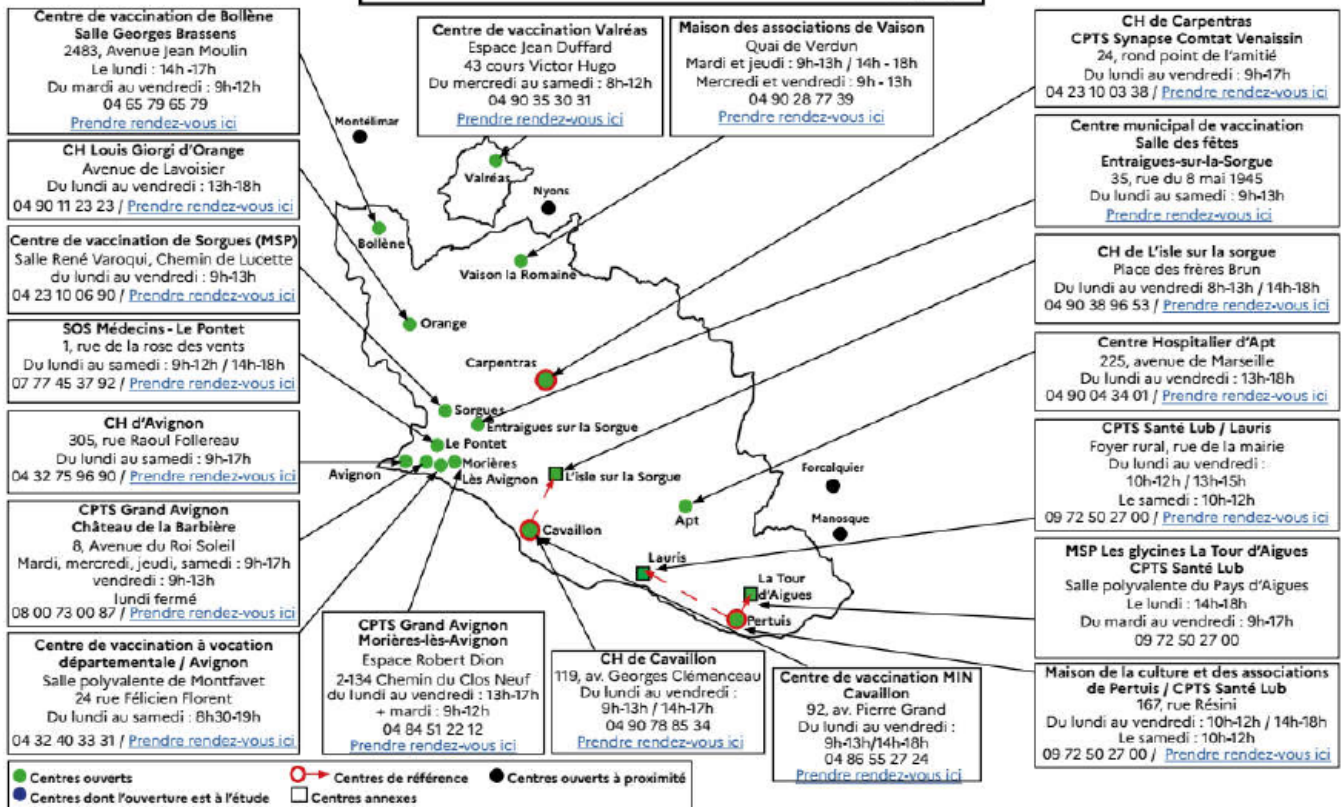 Centre de vaccination de Bollène
Salle Georges Brassens
2483, Avenue Jean Moulin
Le lundi : 14h -17h
Du mardi au vendredi : 9h-12h
04 65 79 65 79
Prendre rendez-vous ici
CH Louis Giorgi d'Orange
Avenue de Lavoisier
Du lundi au vendredi : 13h-18h
04 90 11 23 23 / Prendre rendez-vous ici
Centre de vaccination de Sorgues (MSP)
Salle René Varoqui, Chemin de Lucette
du lundi au vendredi : 9h-13h
04 23 10 06 90 / Prendre rendez-vous ici
SOS Médecins - Le Pontet
1, rue de la rose des vents
Du lundi au samedi : 9h-12h / 14h-18h
07 77 45 37 92 / Prendre rendez-vous ici
CH d'Avignon
305, rue Raoul Follereau
Du lundi au samedi : 9h-17h
04 32 75 96 90 / Prendre rendez-vous ici
CPTS Grand Avignon
Château de la Barbière
8, Avenue du Roi Soleil
Mardi, mercredi, jeudi, samedi : 9h-17h
vendredi : 9h-13h
lundi fermé
08 00 73 00 87 / Prendre rendez-vous ici
Centre de vaccination à vocation
départementale / Avignon
Salle polyvalente de Montfavet
24 rue Félicien Florent
Du lundi au samedi : 8h30-19h
04 32 40 33 31 / Prendre rendez-vous ici
Centre de vaccination Valréas
Espace Jean Duffard
43 cours Victor Hugo
Du mercredi au samedi : 8h-12h
04 90 35 30 31
Prendre rendez-vous ici
Maison des associations de Vaison
Quai de Verdun
Mardi et jeudi : 9h-13h / 14h - 18h
Mercredi et vendredi : 9h - 13h
04 90 28 77 39
Prendre rendez-vous ici
Montélimar
Valréas
Nyons
Bollène
Vaison la Romaine
Orange
Carpentras
Sorgues
Entraigues sur la Sorgue
Le Pontet
Avignon
Morières
Lès Avignon
L'isle sur la Sorgue
Cavaillon
Apt
Forcalquier
Manosque
Lauris
La Tour
d'Aigues
Pertuis
CPTS Grand Avignon
Morières-lès-Avignon
Espace Robert Dion
2-134 Chemin du Clos Neuf
du lundi au vendredi : 13h-17h
+ mardi : 9h-12h
04 84 51 22 12
Prendre rendez-vous ici
CH de Cavaillon
119, av. Georges Clémenceau
Du lundi au vendredi :
9h-13h / 14h-17h
04 90 78 85 34
Prendre rendez-vous ici
Centre de vaccination MIN
Cavaillon
92, av. Pierre Grand
Du lundi au vendredi :
9h-13h/14h-18h
04 86 55 27 24
Prendre rendez-vous ici
CH de Carpentras
CPTS Synapse Comtat Venaissin
24, rond point de l'amitié
Du lundi au vendredi : 9h-17h
04 23 10 03 38 / Prendre rendez-vous ici
Centre municipal de vaccination
Salle des fêtes
Entraigues-sur-la-Sorgue
35, rue du 8 mai 1945
Du lundi au samedi : 9h-13h
Prendre rendez-vous ici
CH de L'isle sur la sorgue
Place des frères Brun
Du lundi au vendredi 8h-13h / 14h-18h
04 90 38 96 53 / Prendre rendez-vous ici
Centre Hospitalier d'Apt
225, avenue de Marseille
Du lundi au vendredi : 13h-18h
04 90 04 34 01 / Prendre rendez-vous ici
CPTS Santé Lub / Lauris
Foyer rural, rue de la mairie
Du lundi au vendredi :
10h-12h / 13h-15h
Le samedi : 10h-12h
09 72 50 27 00 / Prendre rendez-vous ici
MSP Les glycines La Tour d'Aigues
CPTS Santé Lub
Salle polyvalente du Pays d'Aigues
Le lundi : 14h-18h
Du mardi au vendredi : 9h-17h
09 72 50 27 00
Maison de la culture et des associations
de Pertuis / CPTS Santé Lub
167, rue Résini
Du lundi au vendredi : 10h-12h / 14h-18h
Le samedi : 10h-12h
09 72 50 27 00 / Prendre rendez-vous ici
Centres ouverts
Centres de référence
Centres ouverts à proximité
Centres dont l'ouverture est à l'étude
Centres annexes